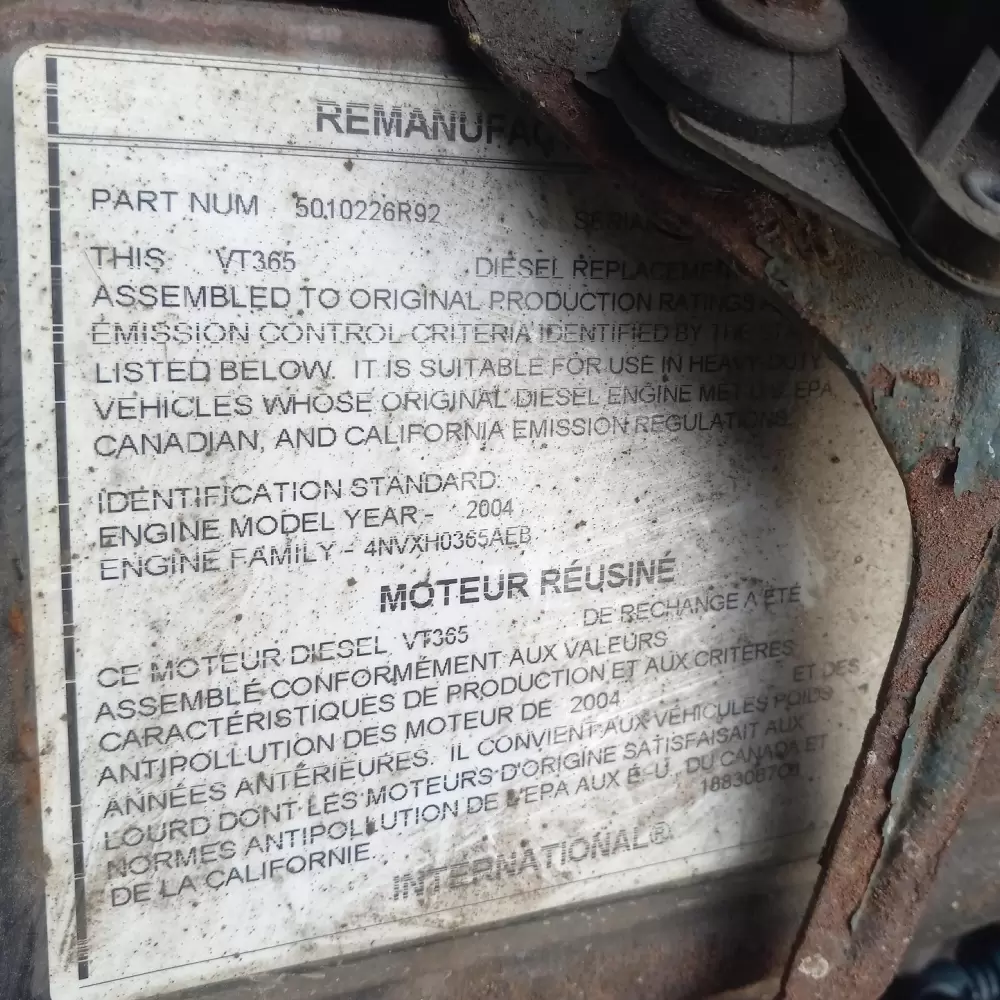 REMANUFAC
PART NUM 5010226R92 SERIAL
THIS VT365 DIESEL REPLACEMENT
ASSEMBLED TO ORIGINAL PRODUCTION RATINGS
EMISSION CONTROL CRITERIA IDENTIFIED BY THE
LISTED BELOW. IT IS SUITABLE FOR USE IN HEAVY DUTY
VEHICLES WHOSE ORIGINAL DIESEL ENGINE MET U.S. EPA,
CANADIAN, AND CALIFORNIA EMISSION REGULATIONS.
IDENTIFICATION STANDARD:
ENGINE MODEL YEAR - 2004
ENGINE FAMILY - 4NVXH0365AEB
MOTEUR RÉUSINÉ
CE MOTEUR DIESEL VT365 DE RECHANGE A ÉTÉ
ASSEMBLÉ CONFORMÉMENT AUX VALEURS
CARACTÉRISTIQUES DE PRODUCTION ET AUX CRITÈRES
ANTIPOLLUTION DES MOTEUR DE 2004 ET DES
ANNÉES ANTÉRIEURES. IL CONVIENT AUX VÉHICULES POIDS
LOURD DONT LES MOTEURS D'ORIGINE SATISFAISAIT AUX
NORMES ANTIPOLLUTION DE L'EPA AUX É-U., DU CANADA ET
DE LA CALIFORNIE.
INTERNATIONAL®